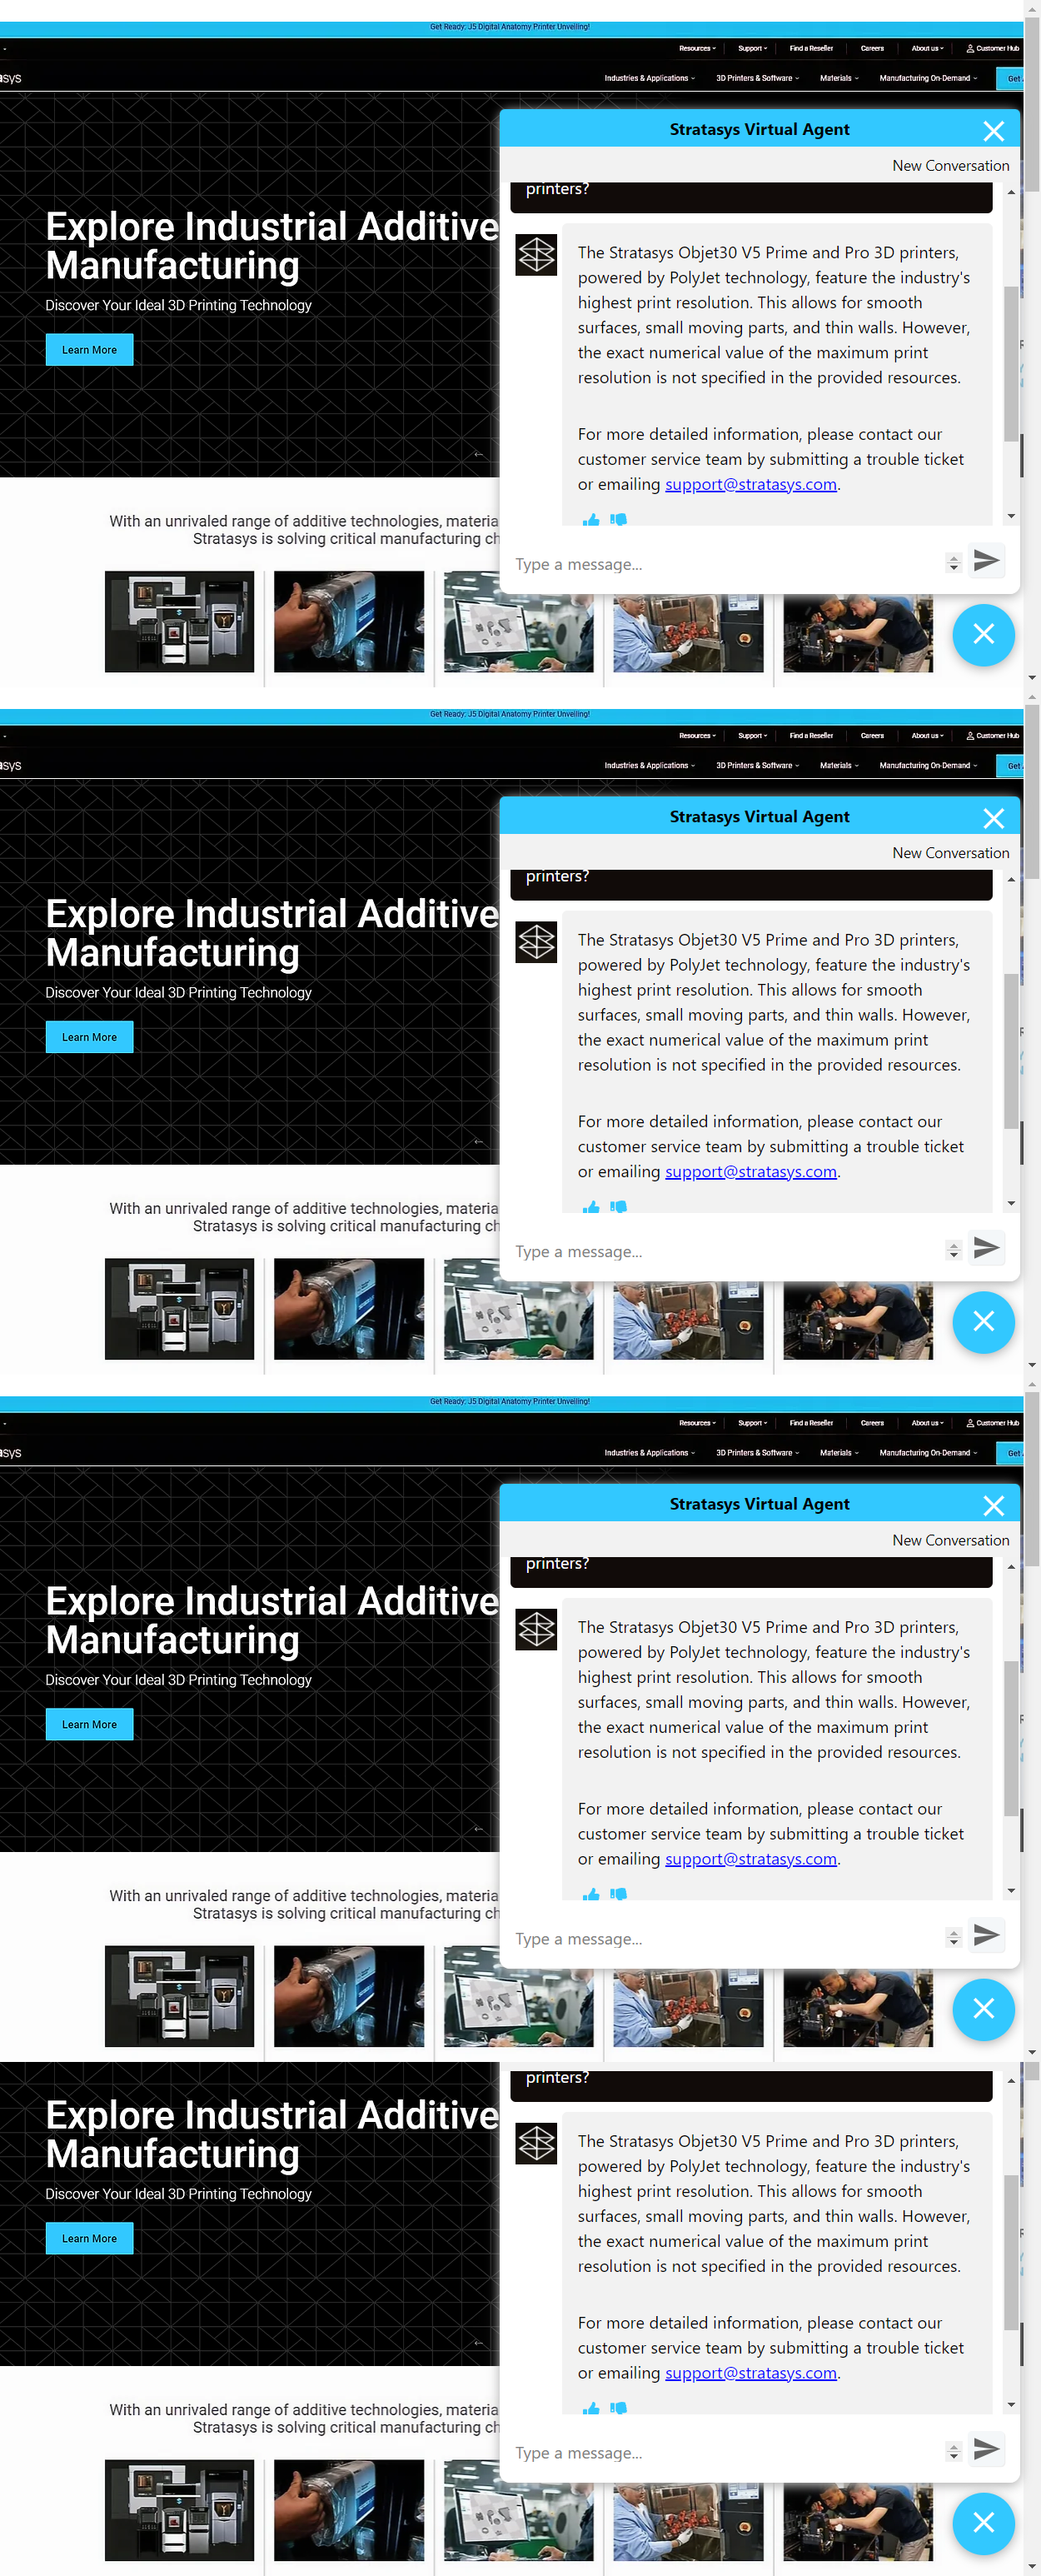 Get Ready: J5 Digital Anatomy Printer Unveiling!
Resources
Support
Find a Reseller
Careers
About us
Customer Hub
asys
Industries & Applications
3D Printers & Software
Materials
Manufacturing On-Demand
Get
Explore Industrial Additive
Manufacturing
Discover Your Ideal 3D Printing Technology
Learn More
With an unrivaled range of additive technologies, materia
Stratasys is solving critical manufacturing ch
Stratasys Virtual Agent
New Conversation
printers?
The Stratasys Objet30 V5 Prime and Pro 3D printers,
powered by PolyJet technology, feature the industry's
highest print resolution. This allows for smooth
surfaces, small moving parts, and thin walls. However,
the exact numerical value of the maximum print
resolution is not specified in the provided resources.
For more detailed information, please contact our
customer service team by submitting a trouble ticket
or emailing support@stratasys.com.
Type a message...
Get Ready: J5 Digital Anatomy Printer Unveiling!
Resources
Support
Find a Reseller
Careers
About us
Customer Hub
asys
Industries & Applications
3D Printers & Software
Materials
Manufacturing On-Demand
Get
Explore Industrial Additive
Manufacturing
Discover Your Ideal 3D Printing Technology
Learn More
With an unrivaled range of additive technologies, materia
Stratasys is solving critical manufacturing ch
Stratasys Virtual Agent
New Conversation
printers?
The Stratasys Objet30 V5 Prime and Pro 3D printers,
powered by PolyJet technology, feature the industry's
highest print resolution. This allows for smooth
surfaces, small moving parts, and thin walls. However,
the exact numerical value of the maximum print
resolution is not specified in the provided resources.
For more detailed information, please contact our
customer service team by submitting a trouble ticket
or emailing support@stratasys.com.
Type a message...
Get Ready: J5 Digital Anatomy Printer Unveiling!
Resources
Support
Find a Reseller
Careers
About us
Customer Hub
asys
Industries & Applications
3D Printers & Software
Materials
Manufacturing On-Demand
Get
Explore Industrial Additive
Manufacturing
Discover Your Ideal 3D Printing Technology
Learn More
With an unrivaled range of additive technologies, materia
Stratasys is solving critical manufacturing ch
Stratasys Virtual Agent
New Conversation
printers?
The Stratasys Objet30 V5 Prime and Pro 3D printers,
powered by PolyJet technology, feature the industry's
highest print resolution. This allows for smooth
surfaces, small moving parts, and thin walls. However,
the exact numerical value of the maximum print
resolution is not specified in the provided resources.
For more detailed information, please contact our
customer service team by submitting a trouble ticket
or emailing support@stratasys.com.
Type a message...
Explore Industrial Additive
Manufacturing
Discover Your Ideal 3D Printing Technology
Learn More
With an unrivaled range of additive technologies, materia
Stratasys is solving critical manufacturing ch
printers?
The Stratasys Objet30 V5 Prime and Pro 3D printers,
powered by PolyJet technology, feature the industry's
highest print resolution. This allows for smooth
surfaces, small moving parts, and thin walls. However,
the exact numerical value of the maximum print
resolution is not specified in the provided resources.
For more detailed information, please contact our
customer service team by submitting a trouble ticket
or emailing support@stratasys.com.
Type a message...